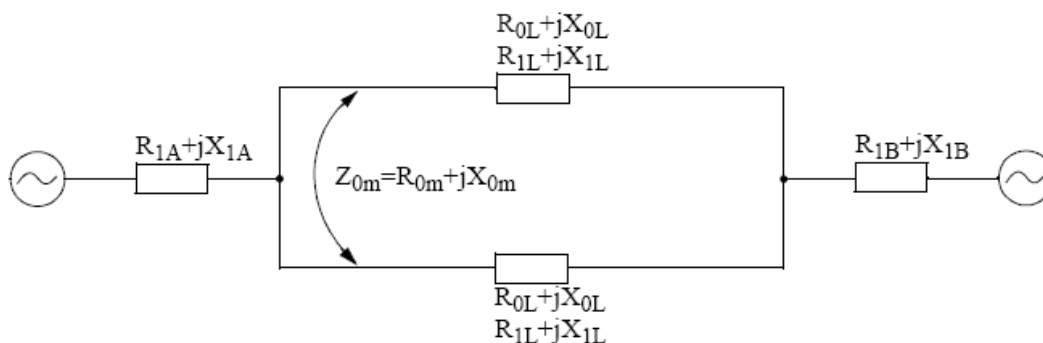 R0L+jX0L
R1L+jX1L
R1A+jX1A
R1B+jX1B
Z0m=R0m+jX0m
R0L+jX0L
R1L+jX1L